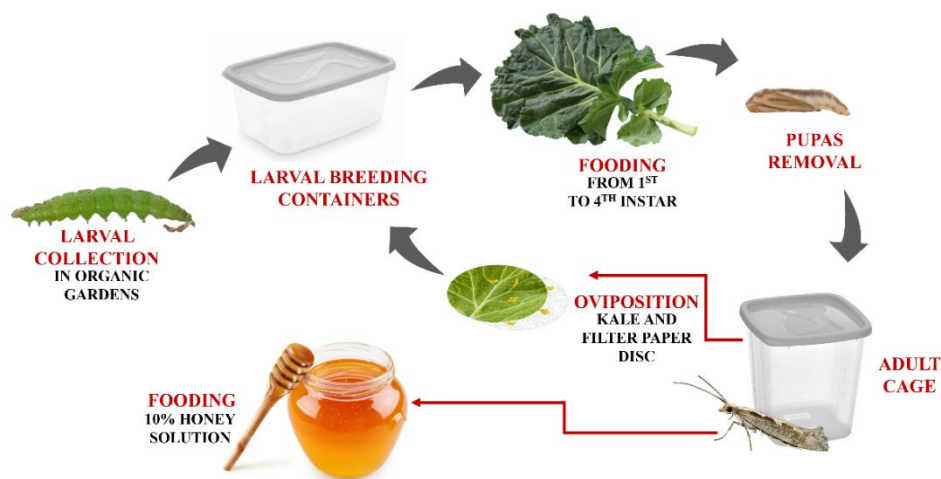 LARVAL
COLLECTION
IN ORGANIC
GARDENS
LARVAL BREEDING
CONTAINERS
FOODING
FROM 1ST
TO 4TH INSTAR
PUPAS
REMOVAL
ADULT
CAGE
OVIPOSITION
KALE AND
FILTER PAPER
DISC
FOODING
10% HONEY
SOLUTION